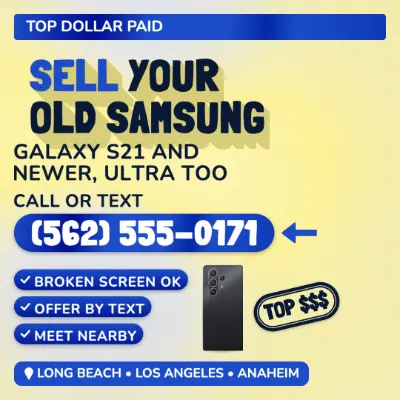 TOP DOLLAR PAID
SELL YOUR
OLD SAMSUNG
GALAXY S21 AND
NEWER, ULTRA TOO
CALL OR TEXT
(562) 555-0171
BROKEN SCREEN OK
OFFER BY TEXT
MEET NEARBY
TOP $$$
LONG BEACH • LOS ANGELES • ANAHEIM